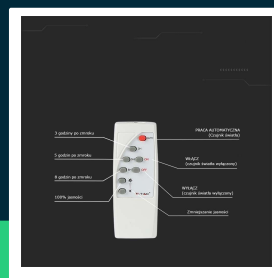 3 godziny po zmroku
5 godzin po zmroku
8 godzin po zmroku
100% jasności
PRACA AUTOMATYCZNA
(Czujnik światła)
WŁĄCZ
(czujnik światła wyłączony)
WYŁĄCZ
(czujnik światła wyłączony)
Zmniejszanie jasności